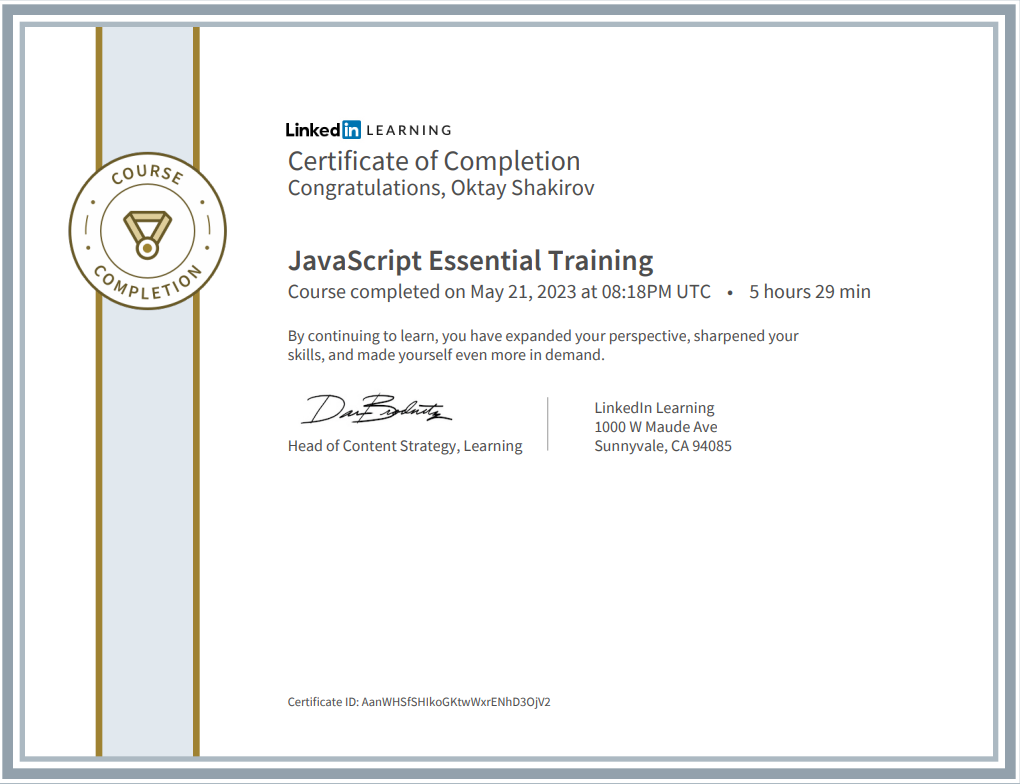 COURSE
COMPLETION
Linked in LEARNING
Certificate of Completion
Congratulations, Oktay Shakirov
JavaScript Essential Training
Course completed on May 21, 2023 at 08:18PM UTC • 5 hours 29 min
By continuing to learn, you have expanded your perspective, sharpened your
skills, and made yourself even more in demand.
Head of Content Strategy, Learning
LinkedIn Learning
1000 W Maude Ave
Sunnyvale, CA 94085
Certificate ID: AanWHSfSHIkoGKtwWxrENhD3OjV2